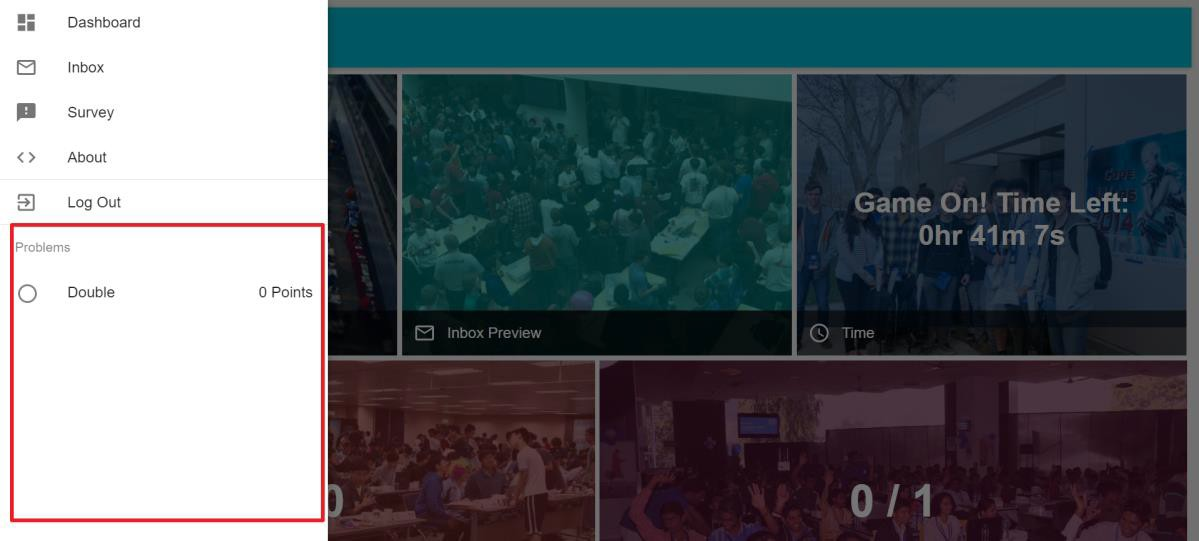 Dashboard
Inbox
Survey
About
Log Out
Problems
Double 0 Points
Game On! Time Left:
0hr 41m 7s
Inbox Preview
Time
0
0 / 1